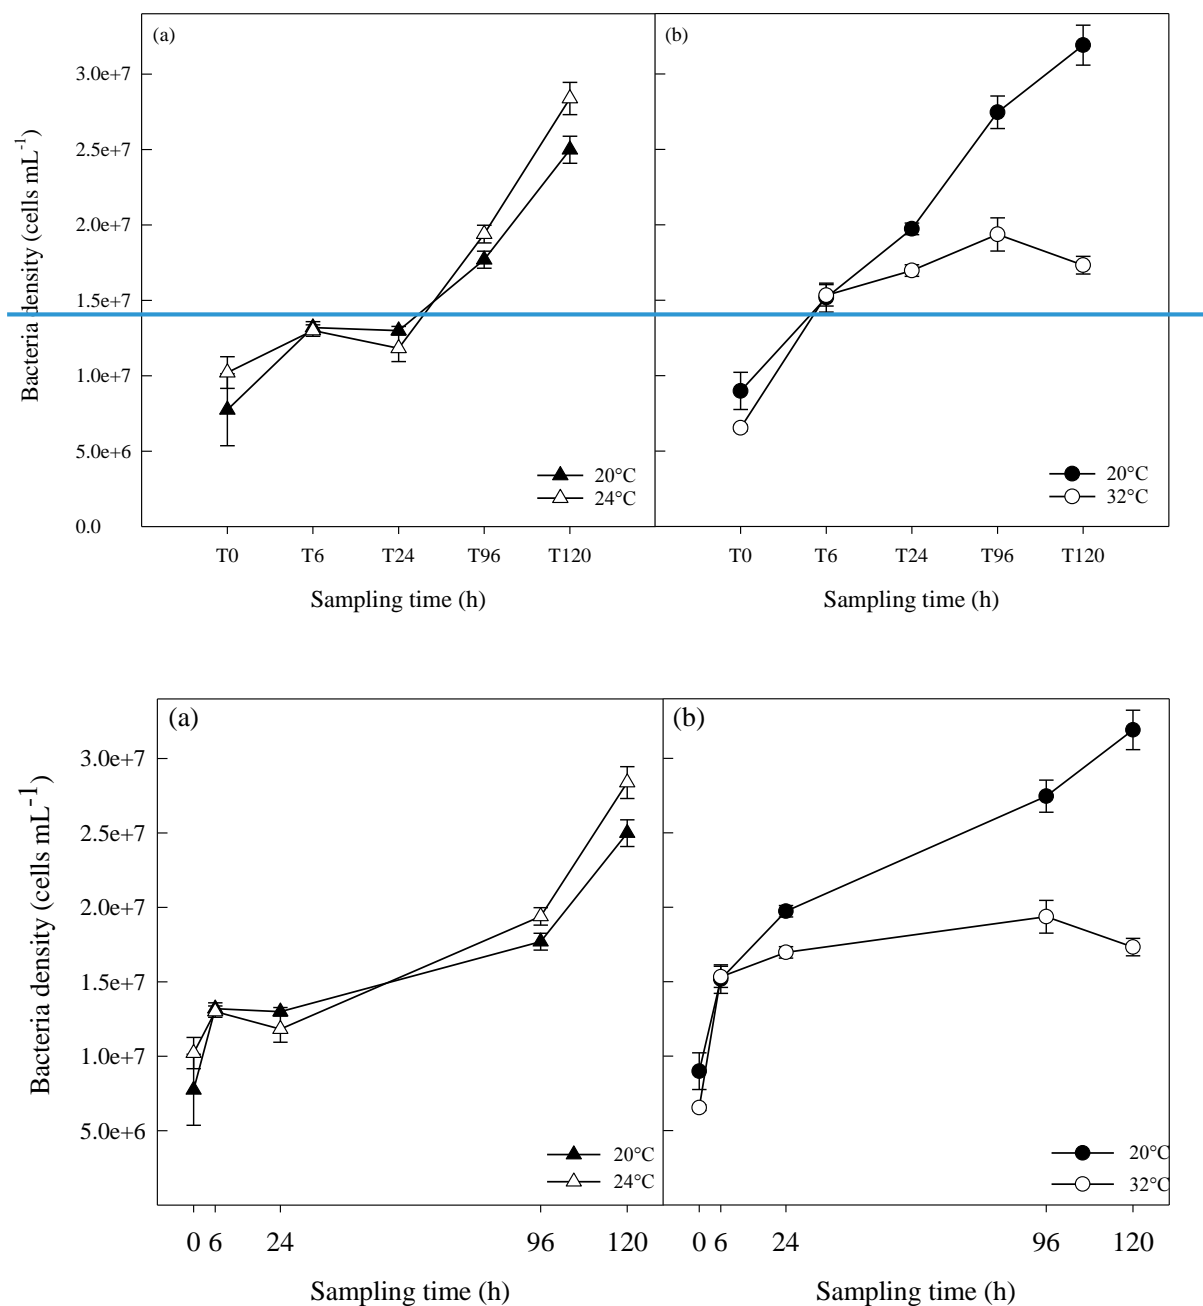 (a)
(b)
3.0e+7
2.5e+7
2.0e+7
1.5e+7
1.0e+7
5.0e+6
0.0
Bacteria density (cells mL-1)
20°C
24°C
20°C
32°C
T0 T6 T24 T96 T120
T0 T6 T24 T96 T120
Sampling time (h)
Sampling time (h)
(a)
(b)
3.0e+7
2.5e+7
2.0e+7
1.5e+7
1.0e+7
5.0e+6
Bacteria density (cells mL-1)
20°C
24°C
20°C
32°C
0 6 24 96 120
0 6 24 96 120
Sampling time (h)
Sampling time (h)